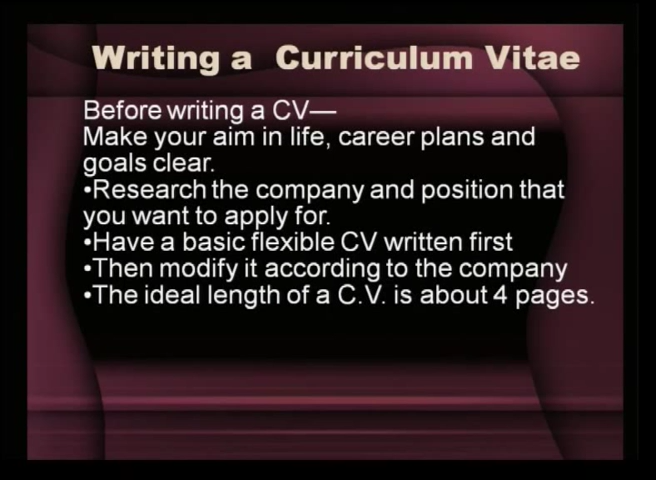 Writing a Curriculum Vitae
Before writing a CV—
Make your aim in life, career plans and
goals clear.
•Research the company and position that
you want to apply for.
•Have a basic flexible CV written first
•Then modify it according to the company
•The ideal length of a C.V. is about 4 pages.